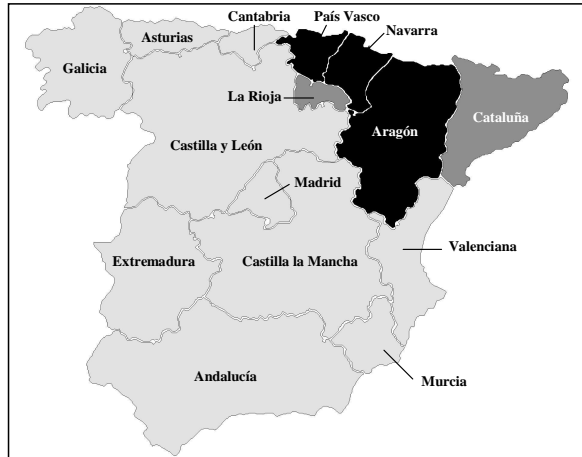 Cantabria
País Vasco
Asturias
Navarra
Galicia
La Rioja
Cataluña
Aragón
Castilla y León
Madrid
Valenciana
Extremadura
Castilla la Mancha
Andalucía
Murcia